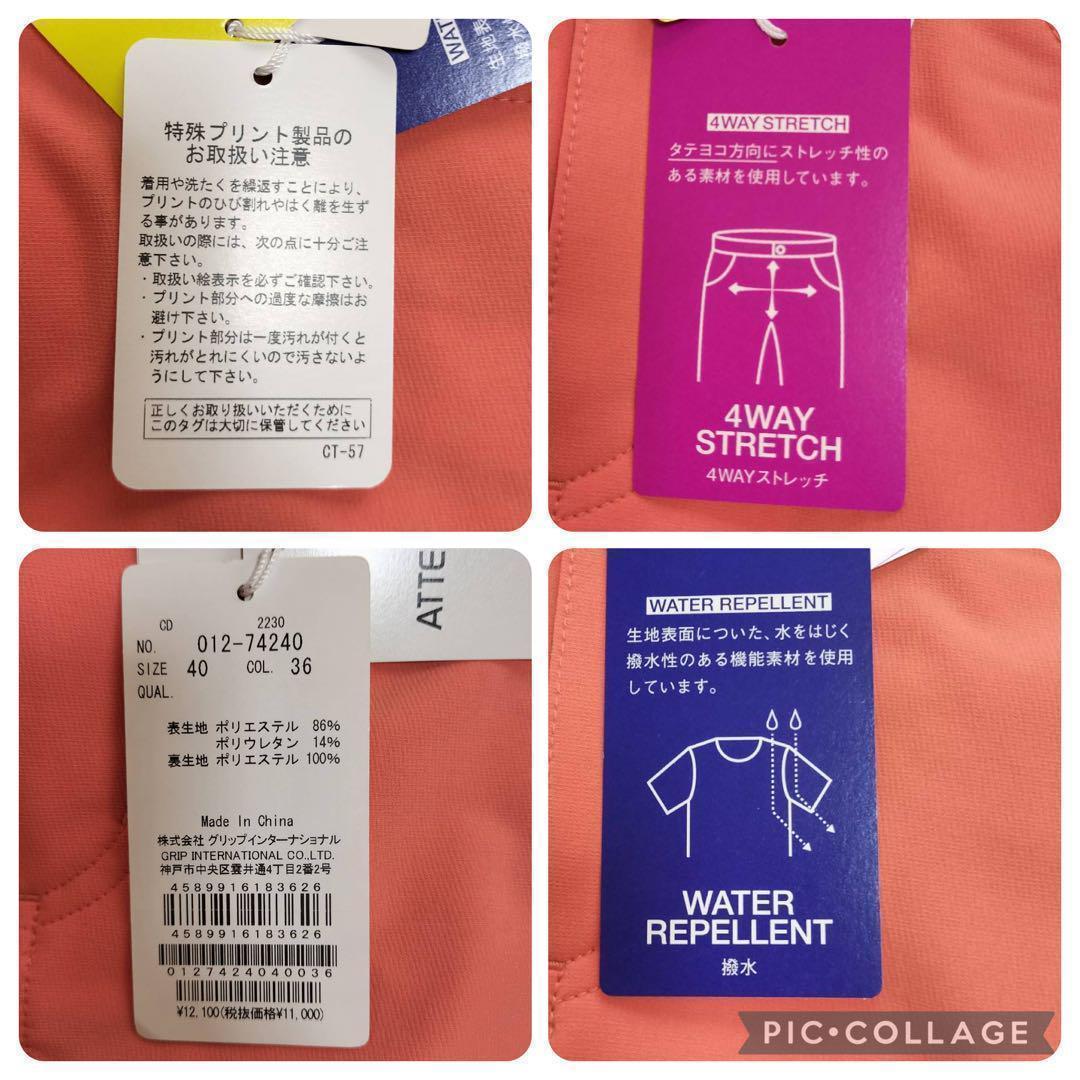 WAT
生地表
撥水
特殊プリント製品の
お取扱い注意
着用や洗たくを繰返すことにより、
プリントのひび割れやはく離を生ず
る事があります。
取扱いの際には、次の点に十分ご注
意下さい。
・取扱い絵表示を必ずご確認下さい。
・プリント部分への過度な摩擦はお
避け下さい。
・プリント部分は一度汚れが付くと
汚れがとれにくいので汚さないよ
うにして下さい。
正しくお取り扱いいただくために
このタグは大切に保管してください
CT-57
4WAY STRETCH
タテヨコ方向にストレッチ性の
ある素材を使用しています。
4WAY
STRETCH
4WAYストレッチ
ATTE
CD 2230
NO. 012-74240
SIZE 40 COL. 36
QUAL.
表生地 ポリエステル 86%
ポリウレタン 14%
裏生地 ポリエステル 100%
Made In China
株式会社 グリップインターナショナル
GRIP INTERNATIONAL CO.,LTD.
神戸市中央区雲井通4丁目2番2号
4589916183626
4589916183626
0127424040036
¥12,100(税抜価格¥11,000)
WATER REPELLENT
生地表面についた、水をはじく
撥水性のある機能素材を使用
しています。
WATER
REPELLENT
撥水
PIC•COLLAGE